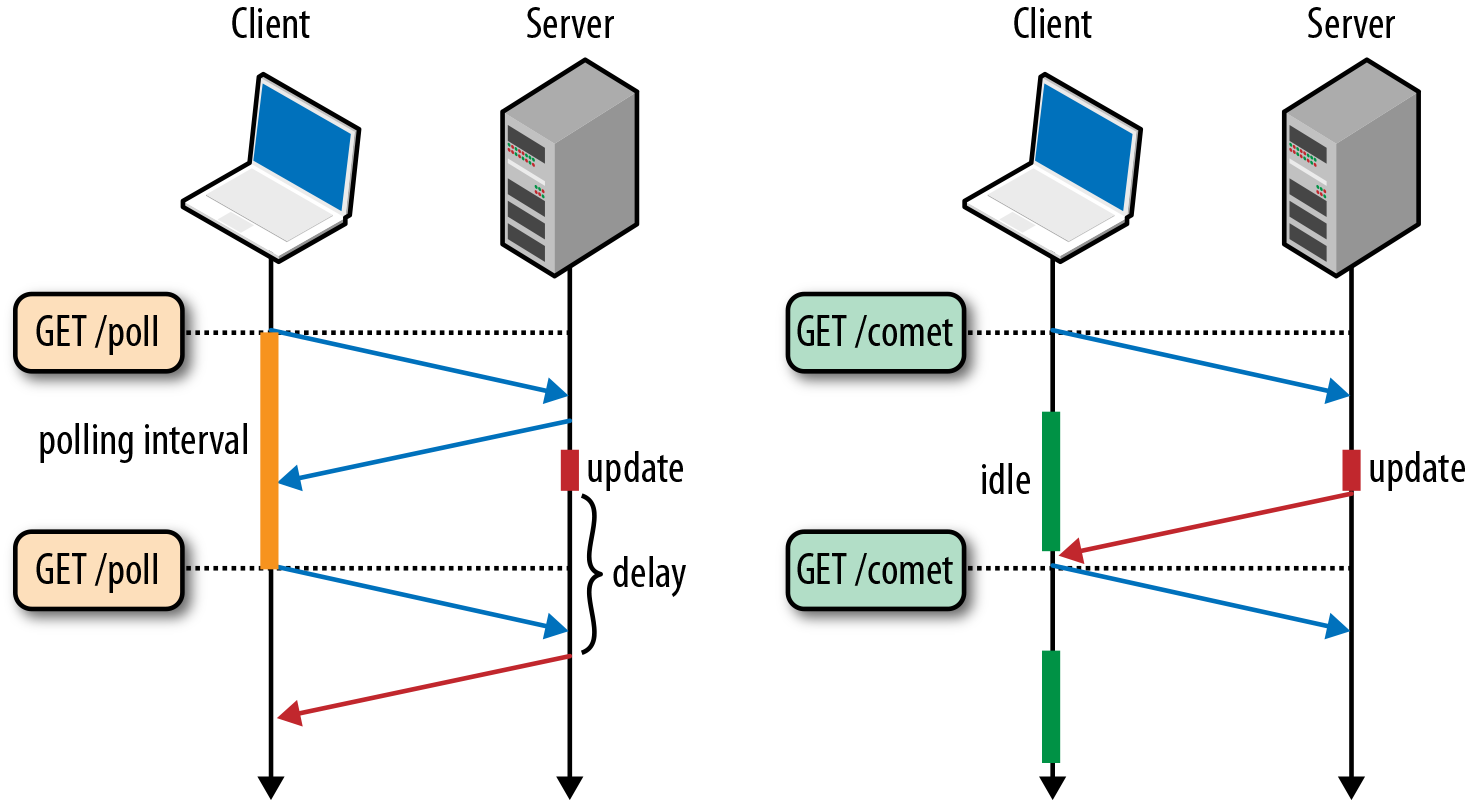 Client
Server
GET /poll
polling interval
update
GET /poll
delay
Client
Server
GET /comet
idle
update
GET /comet